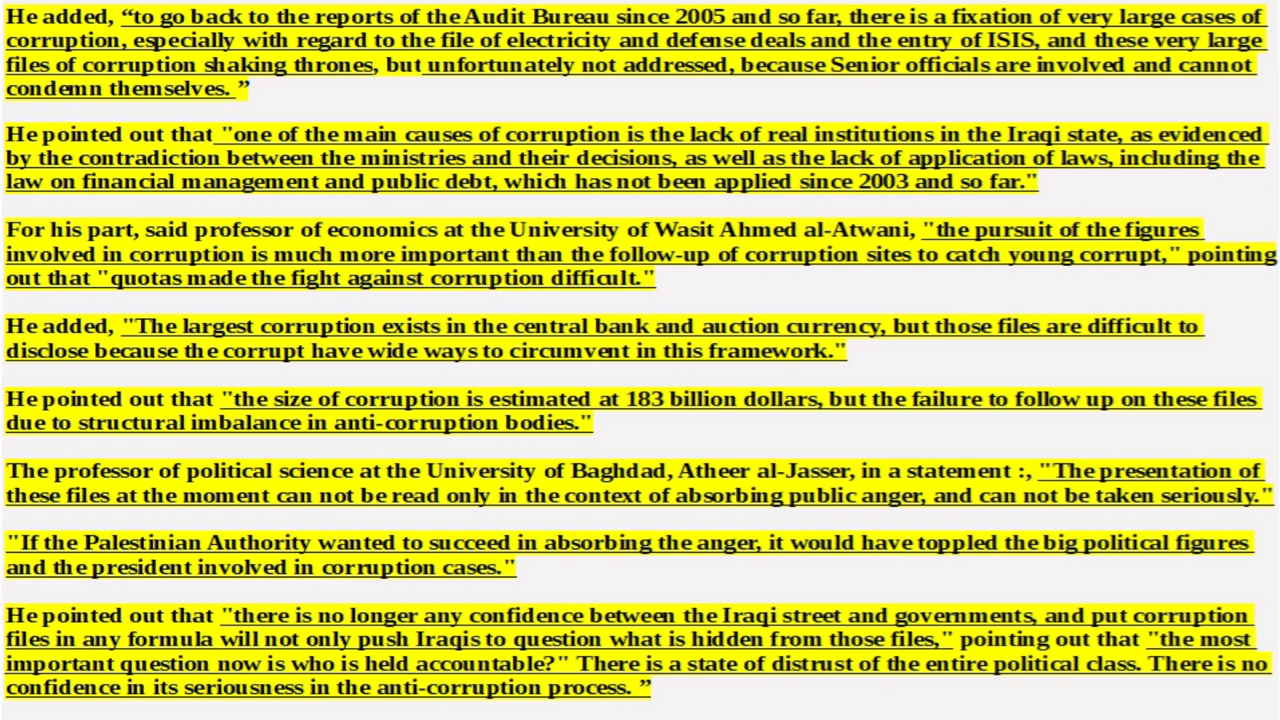 He added, “to go back to the reports of the Audit Bureau since 2005 and so far, there is a fixation of very large cases of
corruption, especially with regard to the file of electricity and defense deals and the entry of ISIS, and these very large
files of corruption shaking thrones, but unfortunately not addressed, because Senior officials are involved and cannot
condemn themselves. ”
He pointed out that "one of the main causes of corruption is the lack of real institutions in the Iraqi state, as evidenced
by the contradiction between the ministries and their decisions, as well as the lack of application of laws, including the
law on financial management and public debt, which has not been applied since 2003 and so far."
For his part, said professor of economics at the University of Wasit Ahmed al-Atwani, "the pursuit of the figures
involved in corruption is much more important than the follow-up of corruption sites to catch young corrupt," pointing
out that "quotas made the fight against corruption difficult."
He added, "The largest corruption exists in the central bank and auction currency, but those files are difficult to
disclose because the corrupt have wide ways to circumvent in this framework."
He pointed out that "the size of corruption is estimated at 183 billion dollars, but the failure to follow up on these files
due to structural imbalance in anti-corruption bodies."
The professor of political science at the University of Baghdad, Atheer al-Jasser, in a statement :, "The presentation of
these files at the moment can not be read only in the context of absorbing public anger, and can not be taken seriously."
"If the Palestinian Authority wanted to succeed in absorbing the anger, it would have toppled the big political figures
and the president involved in corruption cases."
He pointed out that "there is no longer any confidence between the Iraqi street and governments, and put corruption
files in any formula will not only push Iraqis to question what is hidden from those files," pointing out that "the most
important question now is who is held accountable?" There is a state of distrust of the entire political class. There is no
confidence in its seriousness in the anti-corruption process. ”